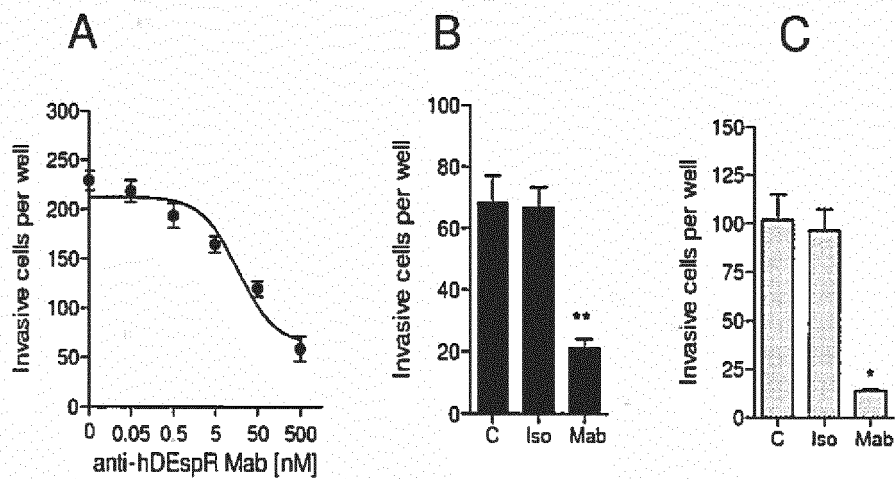 A
B
C
Invasive cells per well
300
250
200
150
100
50
0
0 0.05 0.5 5 50 500
anti-hDEspR Mab [nM]
Invasive cells per well
100
80
60
40
20
0
**
C Iso Mab
Invasive cells per well
150
125
100
75
50
25
0
*
C Iso Mab